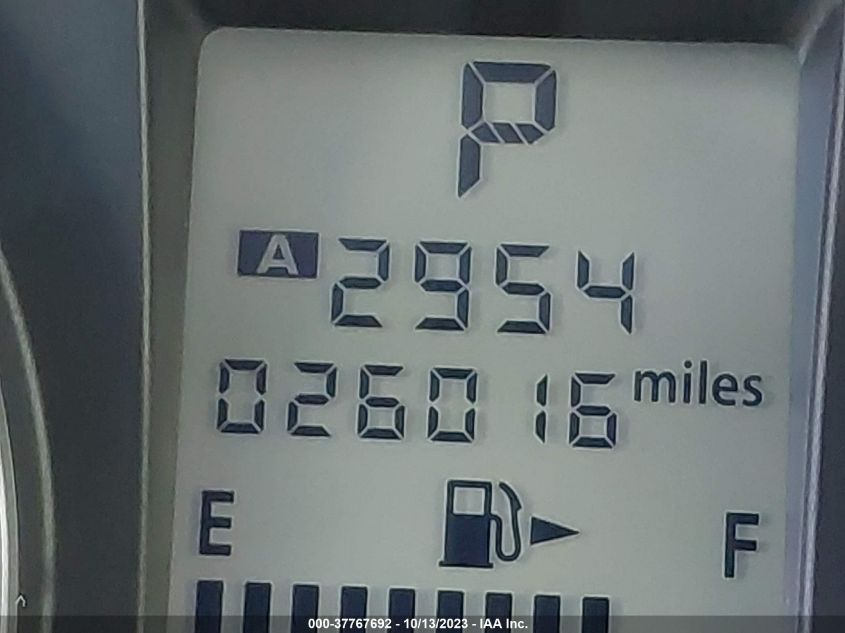 P
A 2954
026016 miles
E F
000-37767692 - 10/13/2023 - IAA Inc.